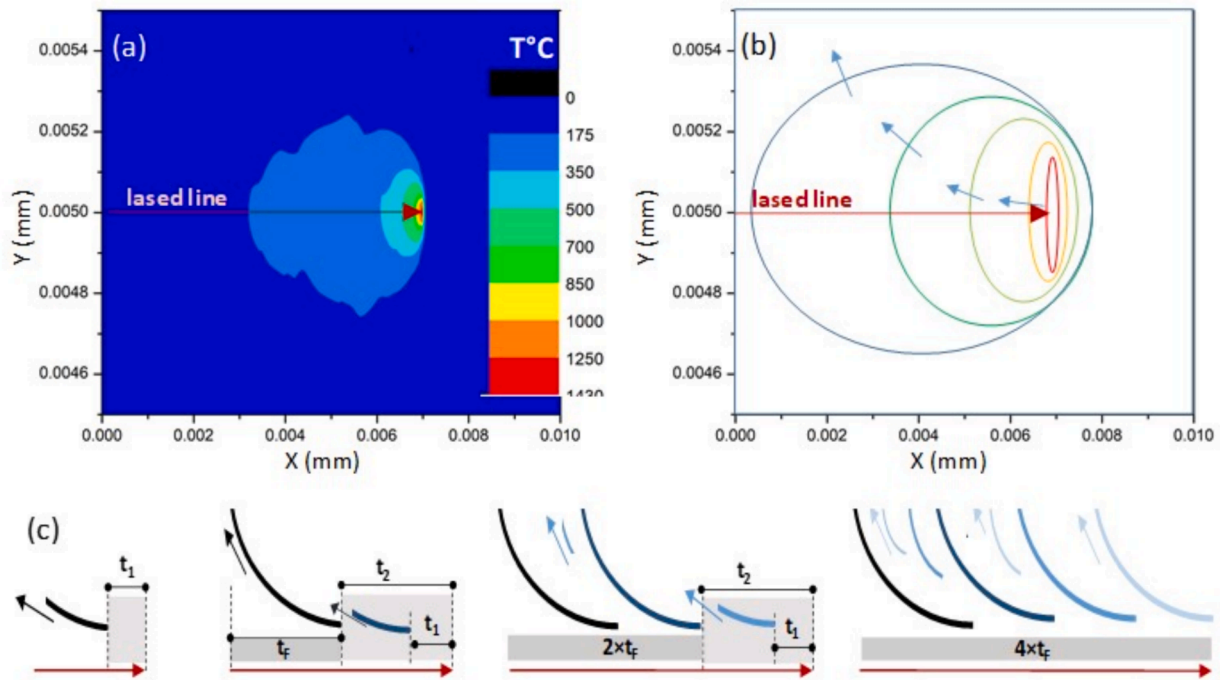 (a)
T°C
0
175
350
500
700
850
1000
1250
1430
0.0054
0.0052
0.0050
0.0048
0.0046
Y (mm)
lased line
0.000
0.002
0.004
0.006
0.008
0.010
X (mm)
(b)
0.0054
0.0052
0.0050
0.0048
0.0046
Y (mm)
lased line
0.000
0.002
0.004
0.006
0.008
0.010
X (mm)
(c)
t1
t2
t1
tF
t2
t1
2×tF
4×tF